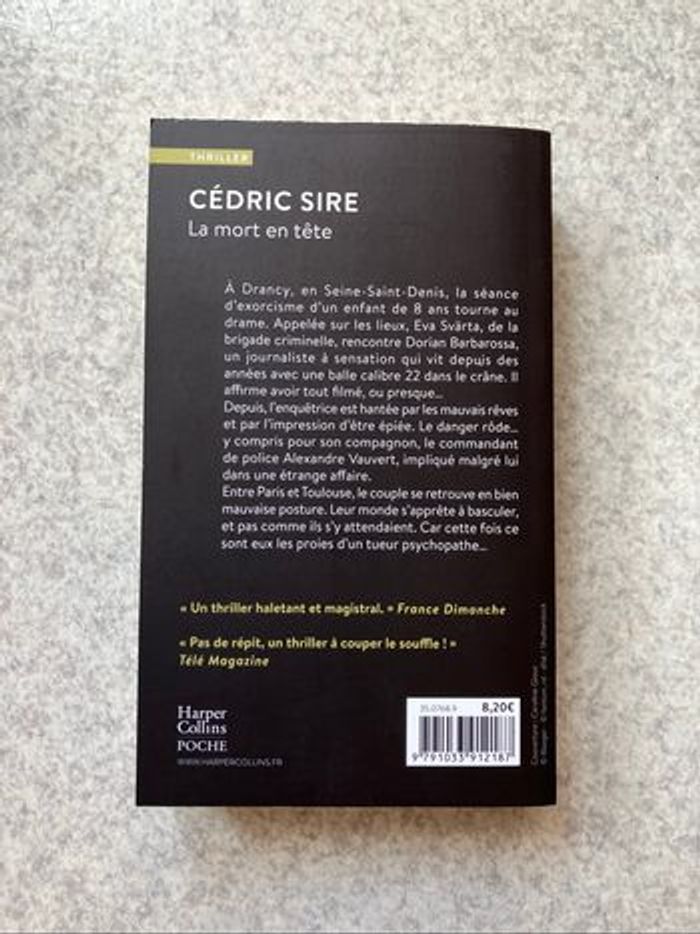 THRILLER
CÉDRIC SIRE
La mort en tête
À Drancy, en Seine-Saint-Denis, la séance
d'exorcisme d'un enfant de 8 ans tourne au
drame. Appelée sur les lieux, Eva Svärta, de la
brigade criminelle, rencontre Dorian Barbarossa,
un journaliste à sensation qui vit depuis des
années avec une balle calibre 22 dans le crâne. Il
affirme avoir tout filmé, ou presque...
Depuis, l'enquêtrice est hantée par les mauvais rêves
et par l'impression d'être épiée. Le danger rôde...
y compris pour son compagnon, le commandant
de police Alexandre Vauvert, impliqué malgré lui
dans une étrange affaire.
Entre Paris et Toulouse, le couple se retrouve en bien
mauvaise posture. Leur monde s'apprête à basculer,
et pas comme ils s'y attendaient. Car cette fois ce
sont eux les proies d'un tueur psychopathe...
« Un thriller haletant et magistral. » France Dimanche
« Pas de répit, un thriller à couper le souffle ! »
Télé Magazine
Harper
Collins
POCHE
WWW.HARPERCOLLINS.FR
35.0768.9 8,20€
9 791033 912187